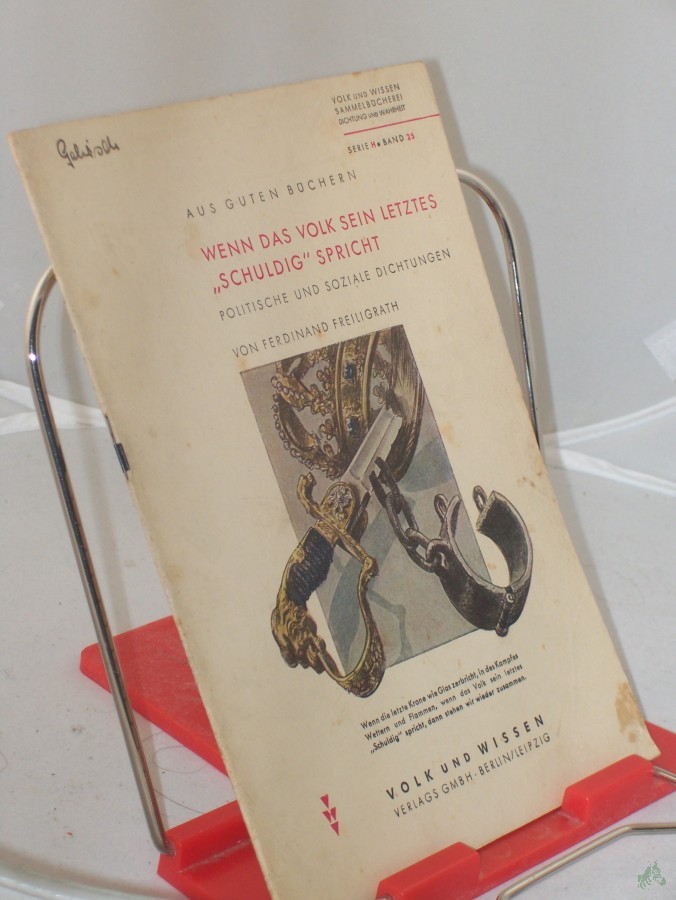 VOLK UND WISSEN
SAMMELBÜCHEREI
DICHTUNG UND WAHRHEIT
SERIE H • BAND 25
AUS GUTEN BÜCHERN
WENN DAS VOLK SEIN LETZTES
„SCHULDIG“ SPRICHT
POLITISCHE UND SOZIALE DICHTUNGEN
VON FERDINAND FREILIGRATH
Wenn die letzte Krone wie Glas zerbricht, in des Kampfes
Wettern und Flammen, wenn das Volk sein letztes
„Schuldig“ spricht, dann stehen wir wieder zusammen.
VOLK UND WISSEN
VERLAGS GMBH · BERLIN/LEIPZIG